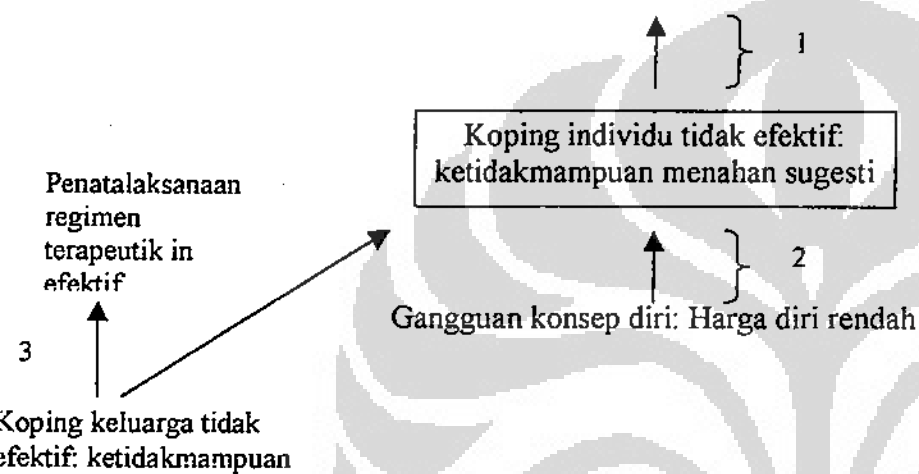 1
Koping individu tidak efektif:
ketidakmampuan menahan sugesti
Penatalaksanaan
regimen
terapeutik in
efektif
2
Gangguan konsep diri: Harga diri rendah
3
Koping keluarga tidak
efektif: ketidakmampuan